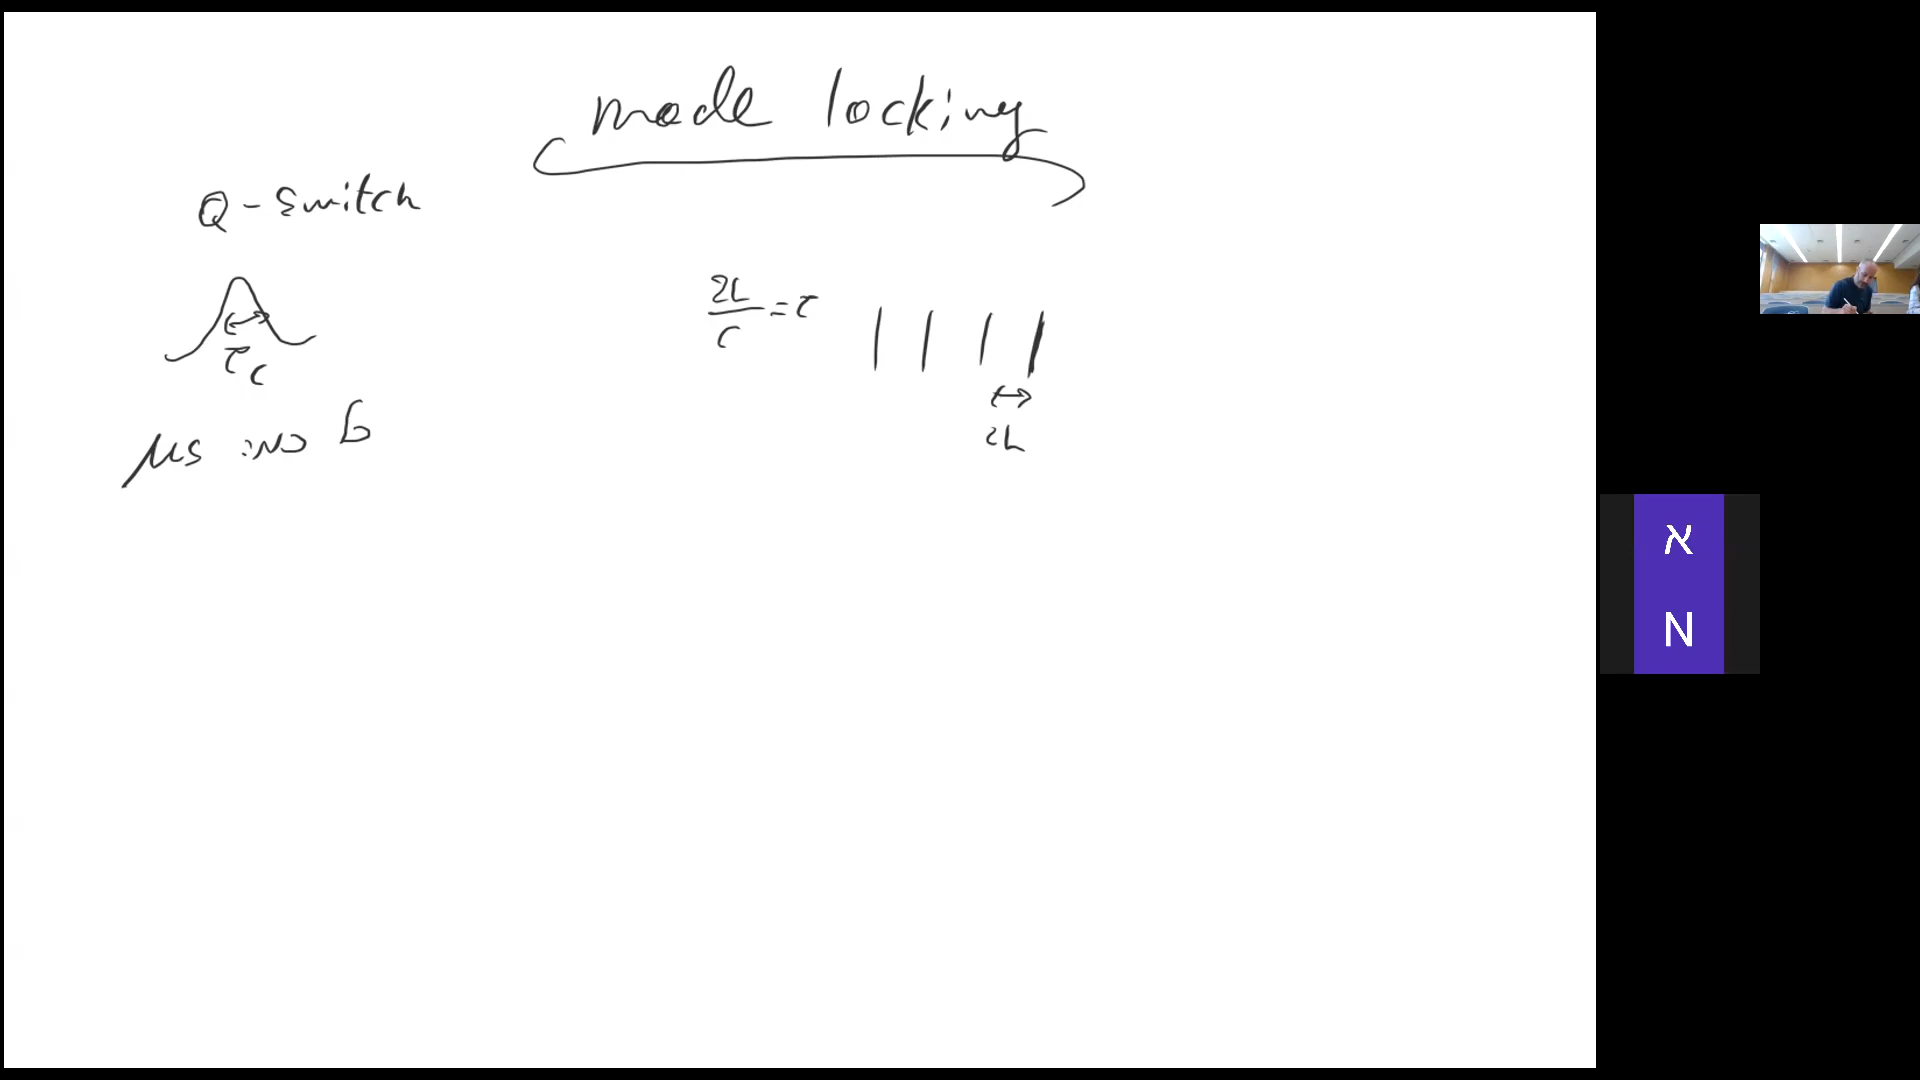 mode locking
Q-switch
2L/c = τ
τc
2L
כמה μs
א
N